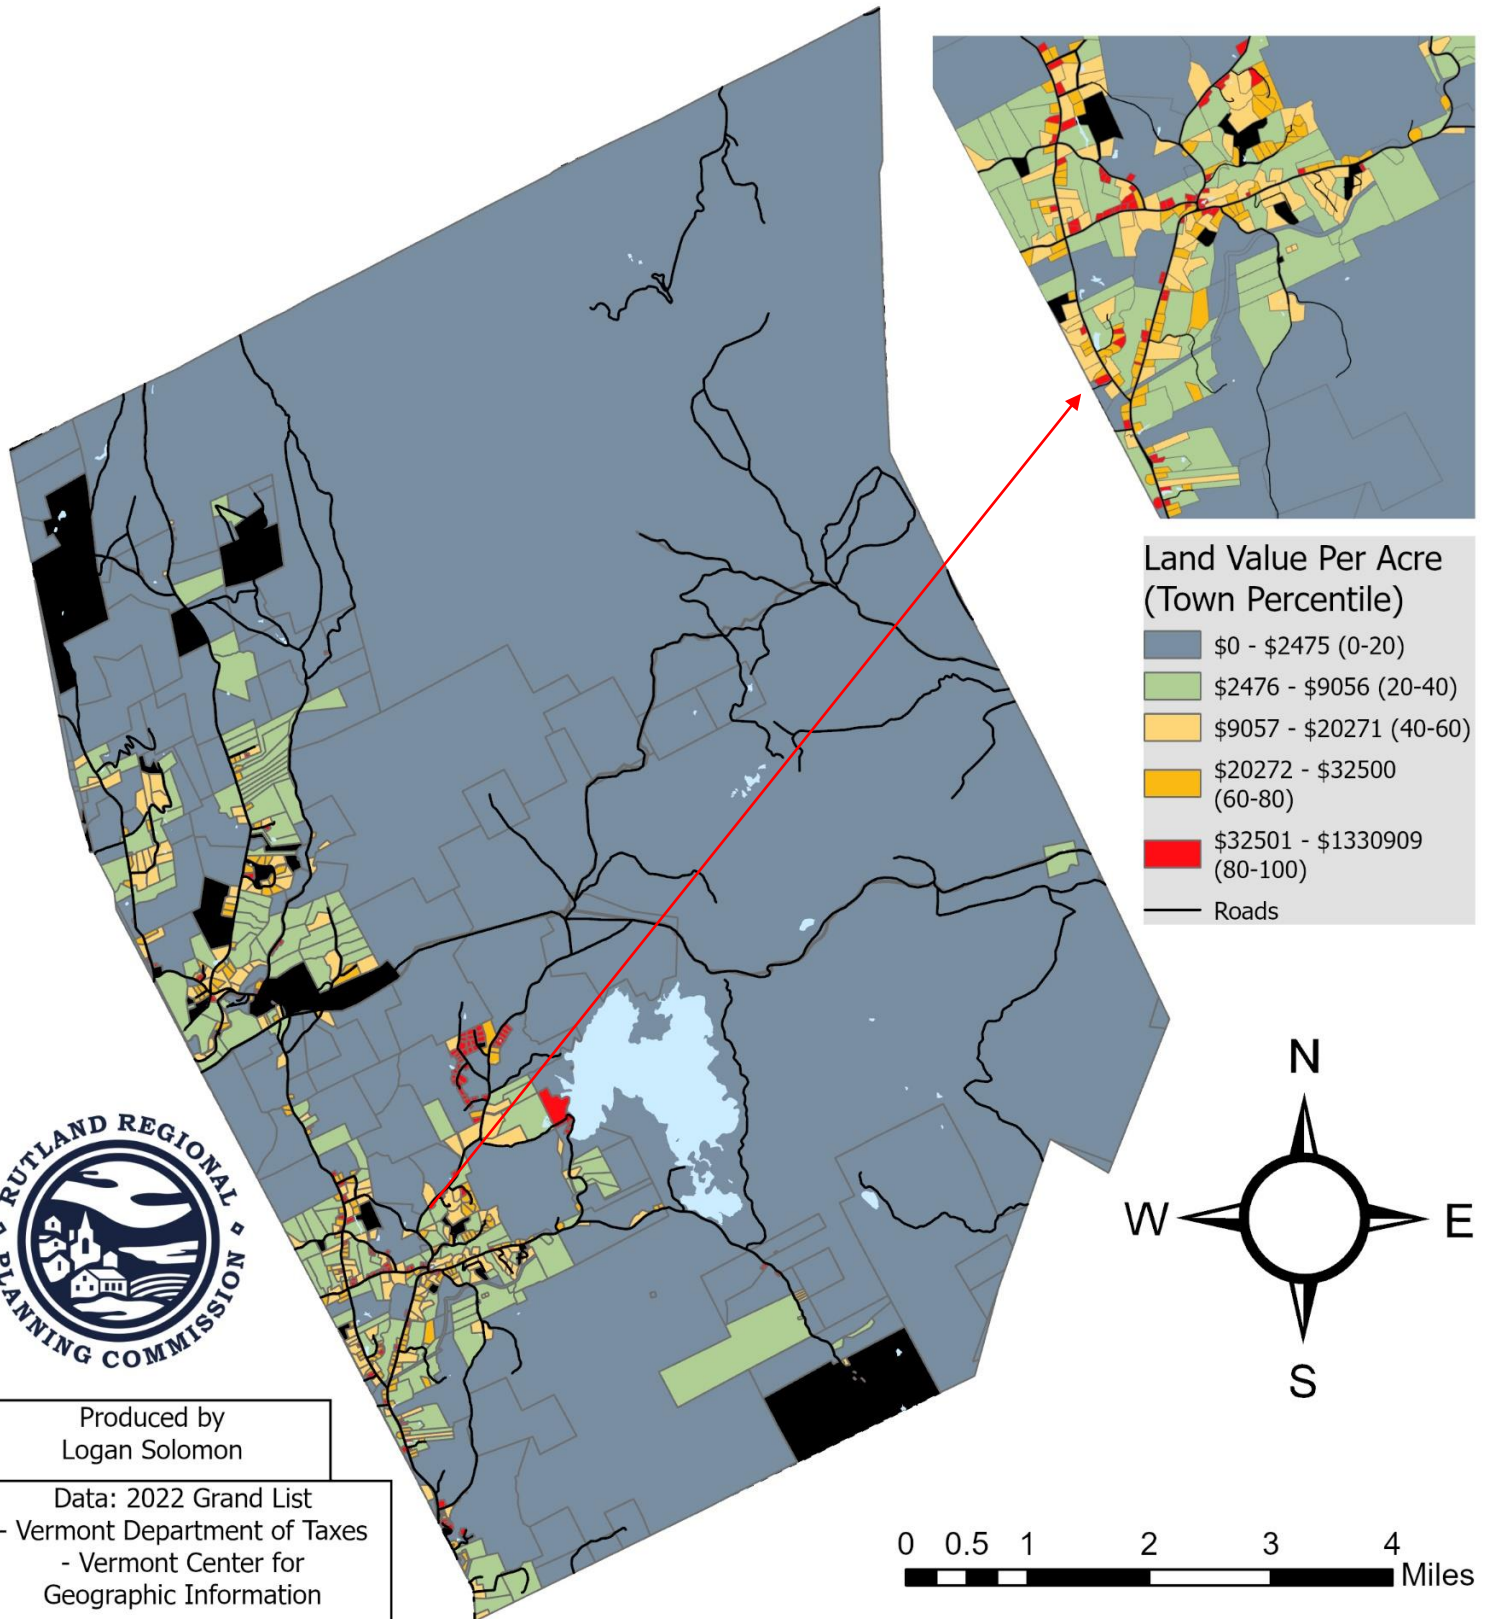 Land Value Per Acre
(Town Percentile)
$0 - $2475 (0-20)
$2476 - $9056 (20-40)
$9057 - $20271 (40-60)
$20272 - $32500
(60-80)
$32501 - $1330909
(80-100)
Roads
N
W
E
S
RUTLAND REGIONAL
PLANNING COMMISSION
Produced by
Logan Solomon
Data: 2022 Grand List
- Vermont Department of Taxes
- Vermont Center for
Geographic Information
0 0.5 1 2 3 4
Miles